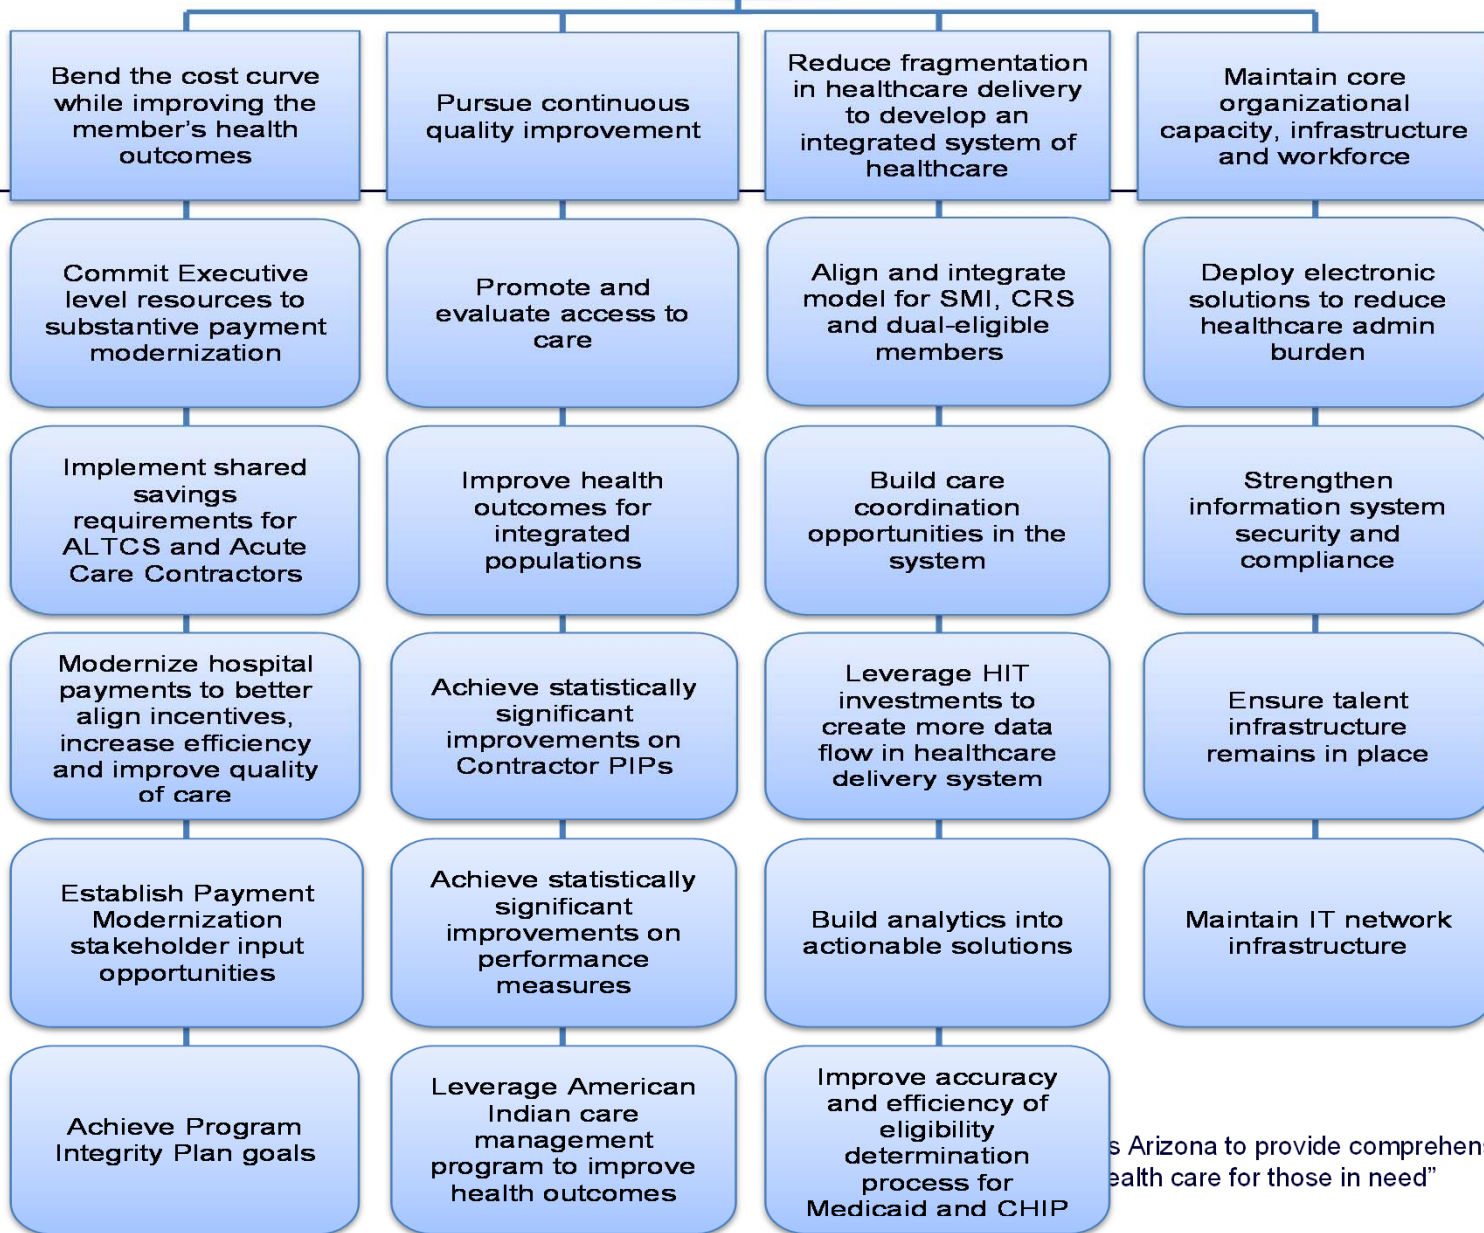 Bend the cost curve
while improving the
member's health
outcomes
Pursue continuous
quality improvement
Reduce fragmentation
in healthcare delivery
to develop an
integrated system of
healthcare
Maintain core
organizational
capacity, infrastructure
and workforce
Commit Executive
level resources to
substantive payment
modernization
Promote and
evaluate access to
care
Align and integrate
model for SMI, CRS
and dual-eligible
members
Deploy electronic
solutions to reduce
healthcare admin
burden
Implement shared
savings
requirements for
ALTCS and Acute
Care Contractors
Improve health
outcomes for
integrated
populations
Build care
coordination
opportunities in the
system
Strengthen
information system
security and
compliance
Modernize hospital
payments to better
align incentives,
increase efficiency
and improve quality
of care
Achieve statistically
significant
improvements on
Contractor PIPs
Leverage HIT
investments to
create more data
flow in healthcare
delivery system
Ensure talent
infrastructure
remains in place
Establish Payment
Modernization
stakeholder input
opportunities
Achieve statistically
significant
improvements on
performance
measures
Build analytics into
actionable solutions
Maintain IT network
infrastructure
Achieve Program
Integrity Plan goals
Leverage American
Indian care
management
program to improve
health outcomes
Improve accuracy
and efficiency of
eligibility
determination
process for
Medicaid and CHIP
Arizona to provide
care for those in need”